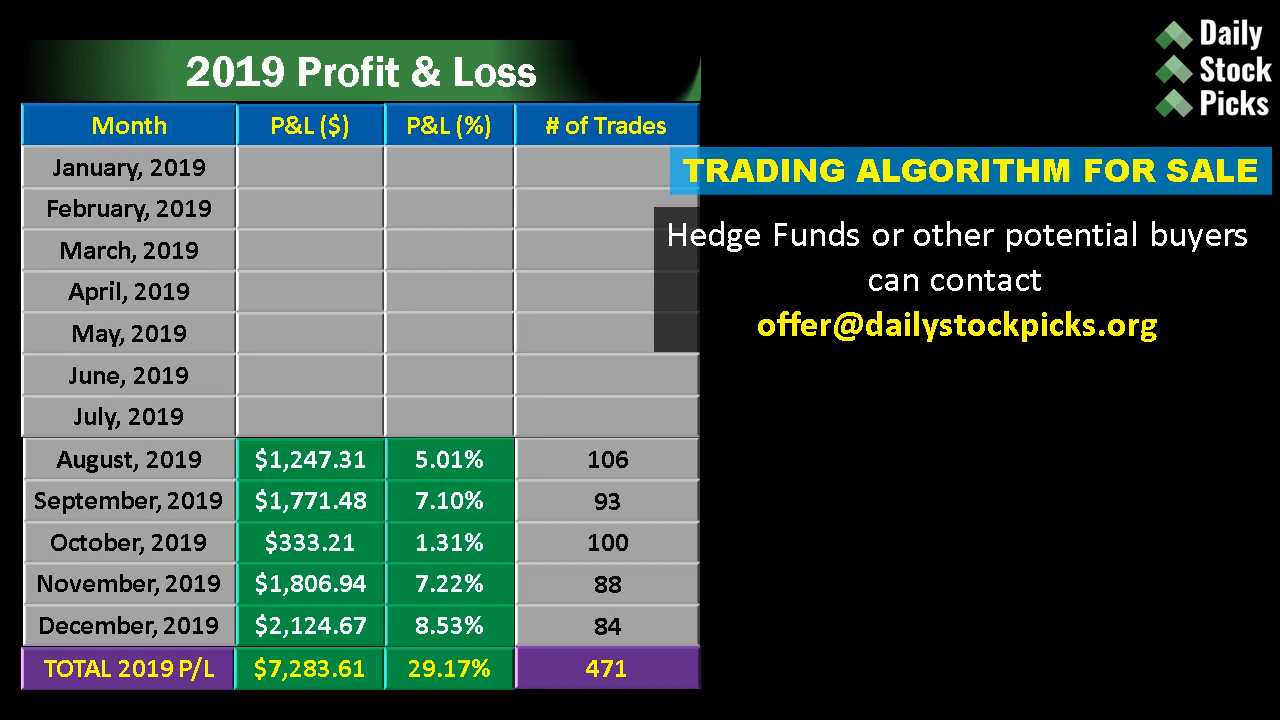 Daily
Stock
Picks
2019 Profit & Loss
Month P&L ($) P&L (%) # of Trades
January, 2019
February, 2019
March, 2019
April, 2019
May, 2019
June, 2019
July, 2019
August, 2019 $1,247.31 5.01% 106
September, 2019 $1,771.48 7.10% 93
October, 2019 $333.21 1.31% 100
November, 2019 $1,806.94 7.22% 88
December, 2019 $2,124.67 8.53% 84
TOTAL 2019 P/L $7,283.61 29.17% 471
TRADING ALGORITHM FOR SALE
Hedge Funds or other potential buyers
can contact
offer@dailystockpicks.org